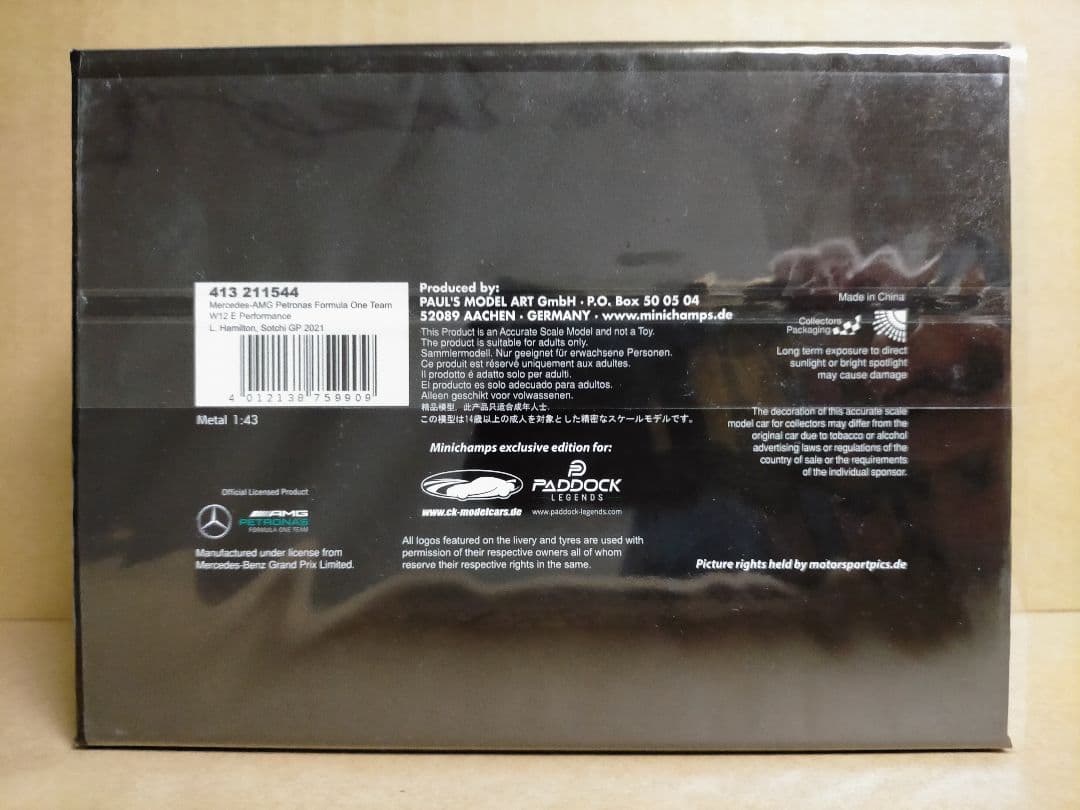 413 211544
Mercedes-AMG Petronas Formula One Team
W12 E Performance
L. Hamilton, Sotchi GP 2021
4 012138 759909
Metal 1:43
Official Licensed Product
AMG
PETRONAS
FORMULA ONE TEAM
Manufactured under license from
Mercedes-Benz Grand Prix Limited.
Produced by:
PAUL'S MODEL ART GmbH · P.O. Box 50 05 04
52089 AACHEN · GERMANY · www.minichamps.de
This Product is an Accurate Scale Model and not a Toy.
The product is suitable for adults only.
Sammlermodell. Nur geeignet für erwachsene Personen.
Ce produit est réservé uniquement aux adultes.
Il prodotto é adatto solo per adulti.
El producto es solo adecuado para adultos.
Alleen geschikt voor volwassenen.
精品模型，此产品只适合成年人士.
この模型は14歳以上の成人を対象とした精密なスケールモデルです。
Minichamps exclusive edition for:
PADDOCK
LEGENDS
www.ck-modelcars.de www.paddock-legends.com
All logos featured on the livery and tyres are used with
permission of their respective owners all of whom
reserve their respective rights in the same.
Made in China
Collectors
Packaging
Long term exposure to direct
sunlight or bright spotlight
may cause damage
The decoration of this accurate scale
model car for collectors may differ from the
original car due to tobacco or alcohol
advertising laws or regulations of the
country of sale or the requirements
of the individual sponsor.
Picture rights held by motorsportpics.de